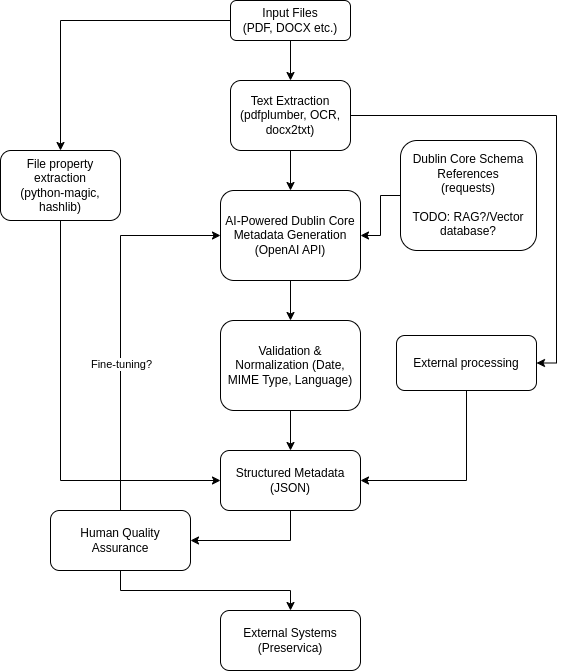 Input Files
(PDF, DOCX etc.)
Text Extraction
(pdfplumber, OCR,
docx2txt)
File property
extraction
(python-magic,
hashlib)
Dublin Core Schema
References
(requests)
TODO: RAG?/Vector
database?
AI-Powered Dublin Core
Metadata Generation
(OpenAI API)
Validation &
Normalization (Date,
MIME Type, Language)
External processing
Fine-tuning?
Structured Metadata
(JSON)
Human Quality
Assurance
External Systems
(Preservica)